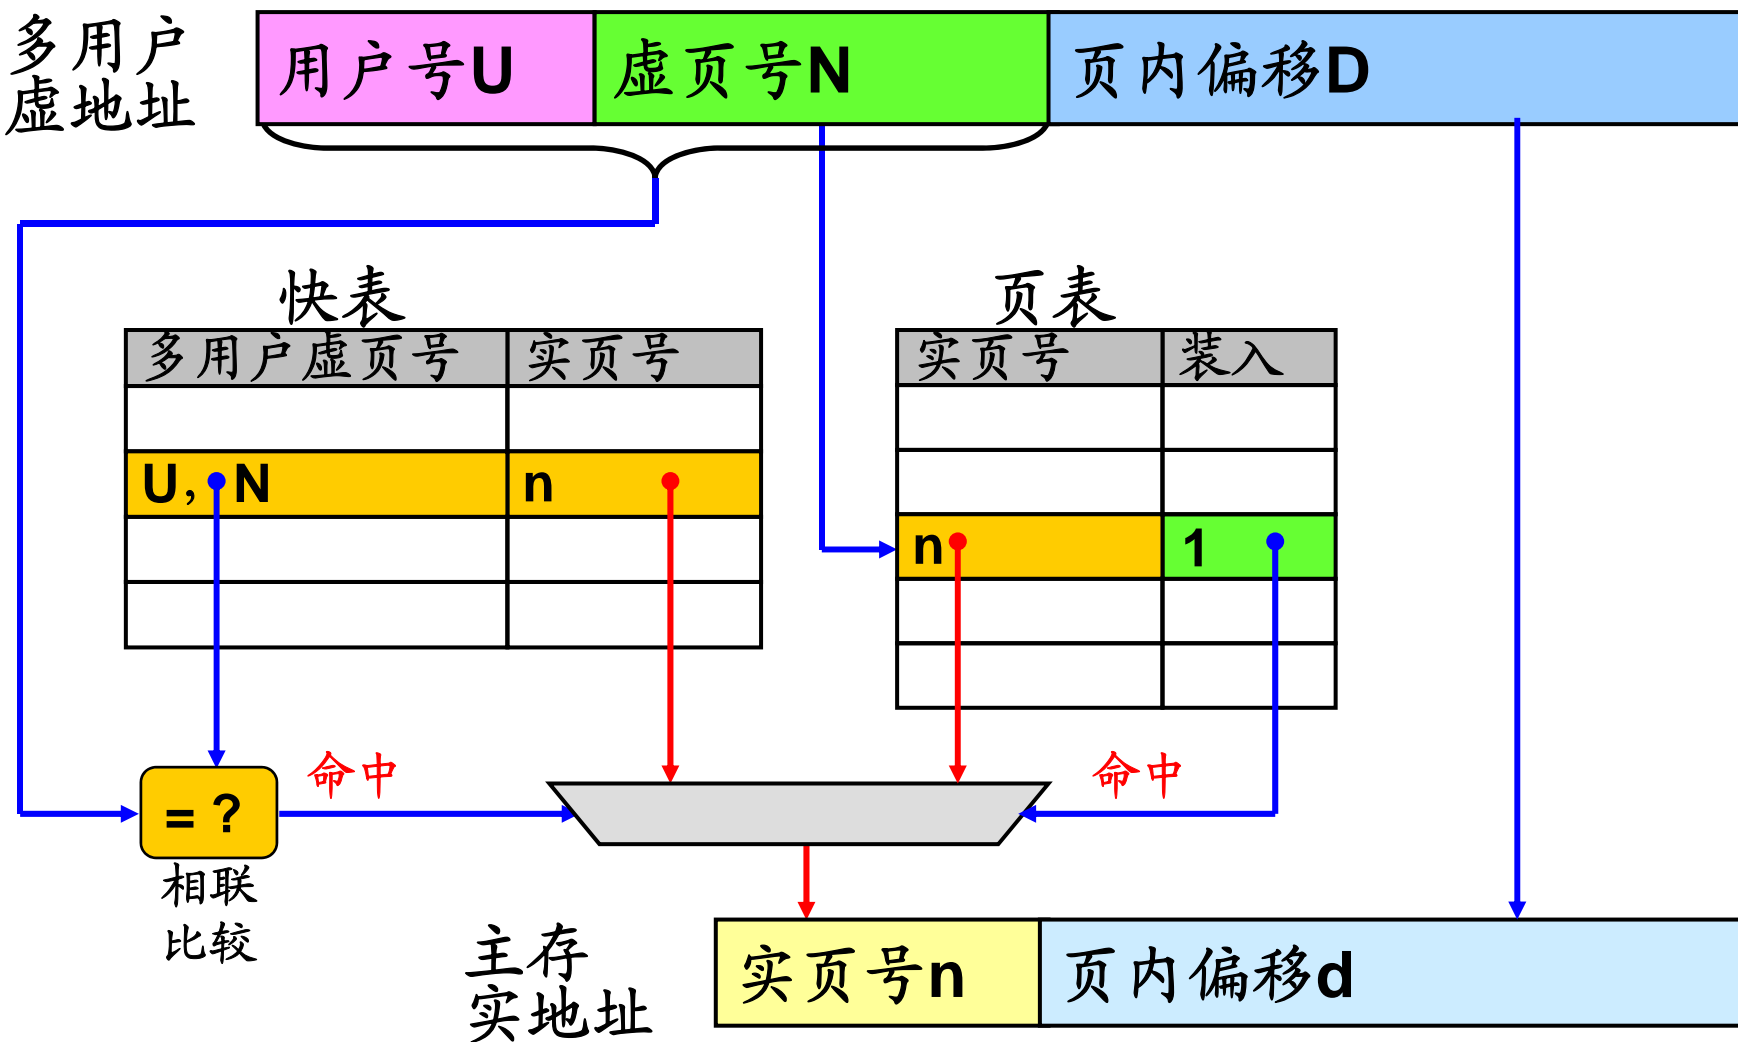 多用户
虚地址
用户号U
虚页号N
页内偏移D
快表
多用户虚页号
实页号
U，N
n
页表
实页号
装入
n
1
命中
命中
= ?
相联
比较
主存
实地址
实页号n
页内偏移d